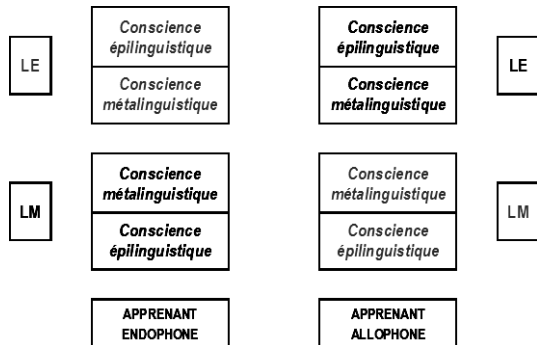 Conscience
épilinguistique
Conscience
épilinguistique
LE
LE
Conscience
métalinguistique
Conscience
métalinguistique
Conscience
métalinguistique
Conscience
métalinguistique
LM
LM
Conscience
épilinguistique
Conscience
épilinguistique
APPRENANT
ENDOPHONE
APPRENANT
ALLOPHONE